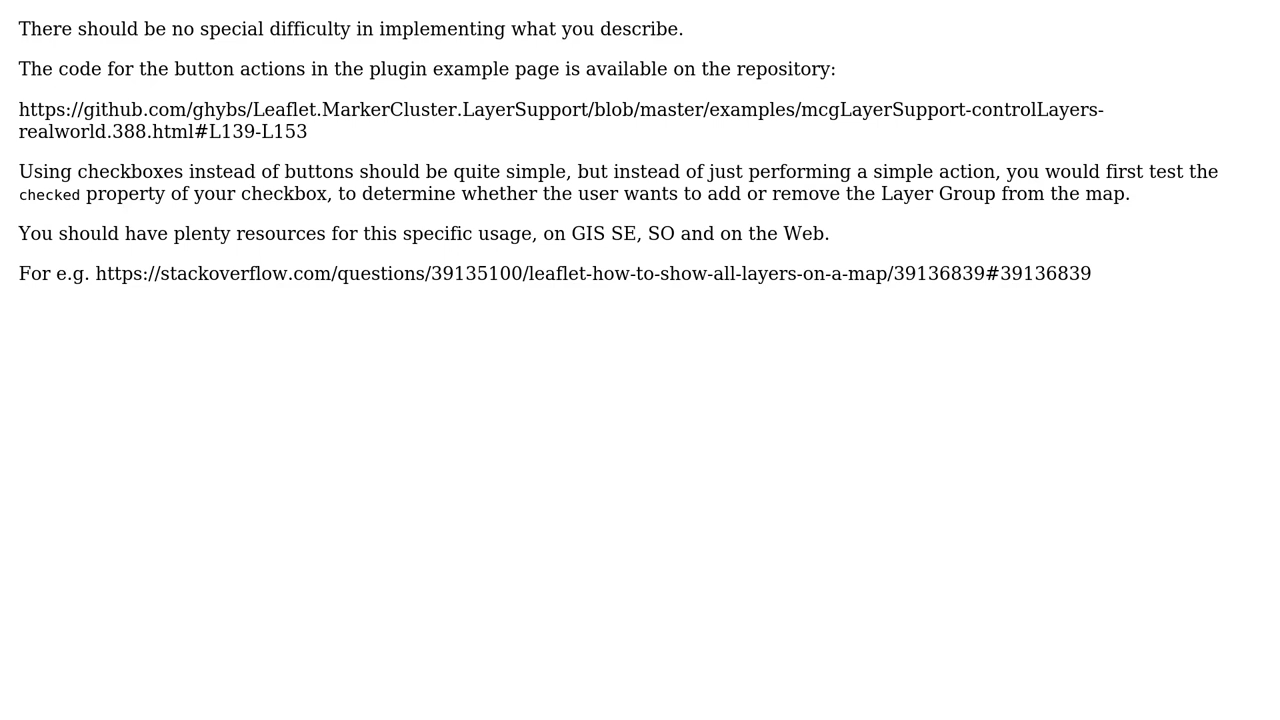 There should be no special difficulty in implementing what you describe.
The code for the button actions in the plugin example page is available on the repository:
https://github.com/ghybs/Leaflet.MarkerCluster.LayerSupport/blob/master/examples/mcgLayerSupport-controlLayers-
realworld.388.html#L139-L153
Using checkboxes instead of buttons should be quite simple, but instead of just performing a simple action, you would first test the
checked property of your checkbox, to determine whether the user wants to add or remove the Layer Group from the map.
You should have plenty resources for this specific usage, on GIS SE, SO and on the Web.
For e.g. https://stackoverflow.com/questions/39135100/leaflet-how-to-show-all-layers-on-a-map/39136839#39136839